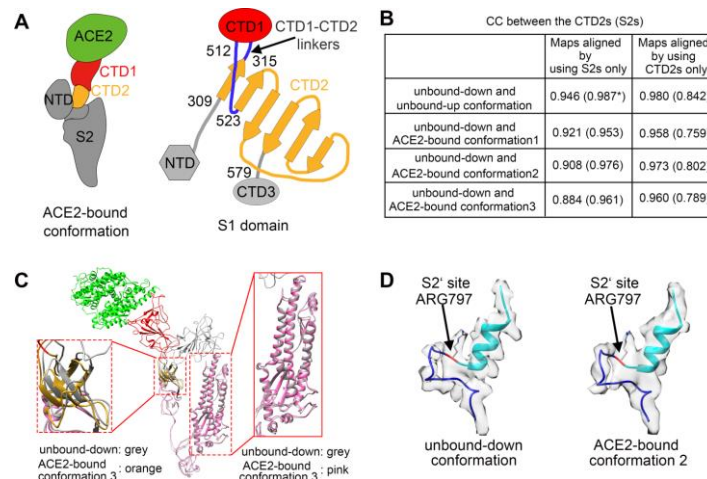 A
ACE2
CTD1
CTD2
NTD
S2
ACE2-bound
conformation
CTD1
CTD1-CTD2
linkers
512
315
CTD2
309
523
NTD
579
CTD3
S1 domain
B
CC between the CTD2s (S2s)
Maps aligned by using S2s only
Maps aligned by using CTD2s only
unbound-down and unbound-up conformation 0.946 (0.987*) 0.980 (0.842)
unbound-down and ACE2-bound conformation1 0.921 (0.953) 0.958 (0.759)
unbound-down and ACE2-bound conformation2 0.908 (0.976) 0.973 (0.802)
unbound-down and ACE2-bound conformation3 0.884 (0.961) 0.960 (0.789)
C
unbound-down: grey
ACE2-bound
conformation 3 : orange
unbound-down: grey
ACE2-bound
conformation 3 : pink
D
S2' site
ARG797
unbound-down
conformation
S2' site
ARG797
ACE2-bound
conformation 2